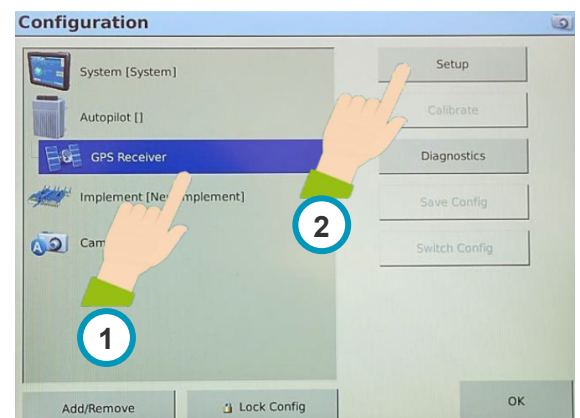 Configuration
System [System]
Autopilot []
GPS Receiver
Implement [New Implement]
Cam
Setup
Calibrate
Diagnostics
Save Config
Switch Config
1
2
Add/Remove
Lock Config
OK
A